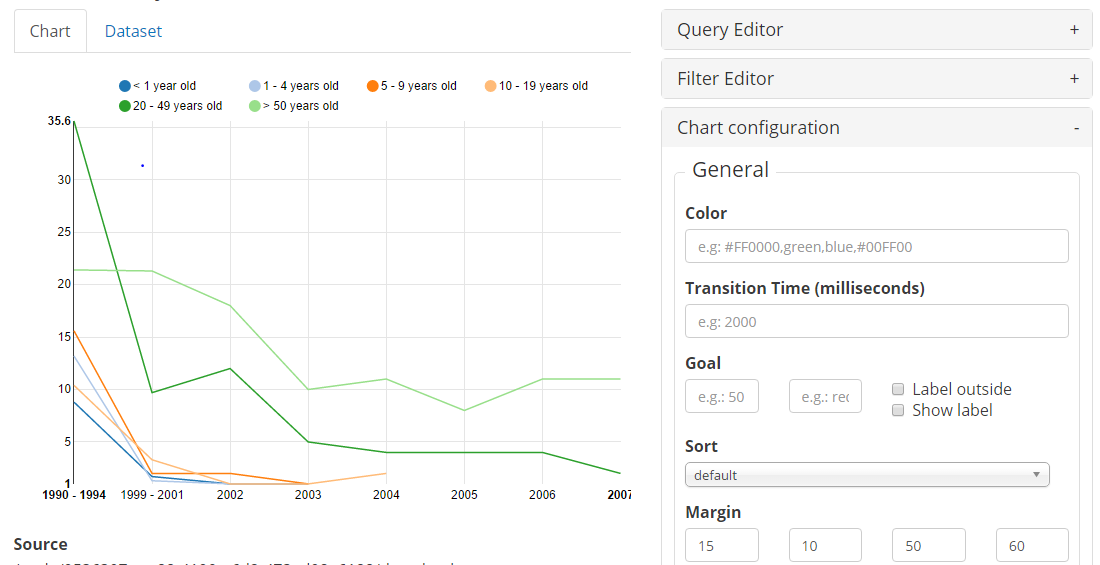 Chart
Dataset
< 1 year old
1 - 4 years old
5 - 9 years old
10 - 19 years old
20 - 49 years old
> 50 years old
35.6
30
25
20
15
10
5
1
1990 - 1994
1999 - 2001
2002
2003
2004
2005
2006
2007
Source
Query Editor
+
Filter Editor
+
Chart configuration
-
General
Color
e.g: #FF0000,green,blue,#00FF00
Transition Time (milliseconds)
e.g: 2000
Goal
e.g.: 50
e.g.: rec
Label outside
Show label
Sort
default
Margin
15
10
50
60